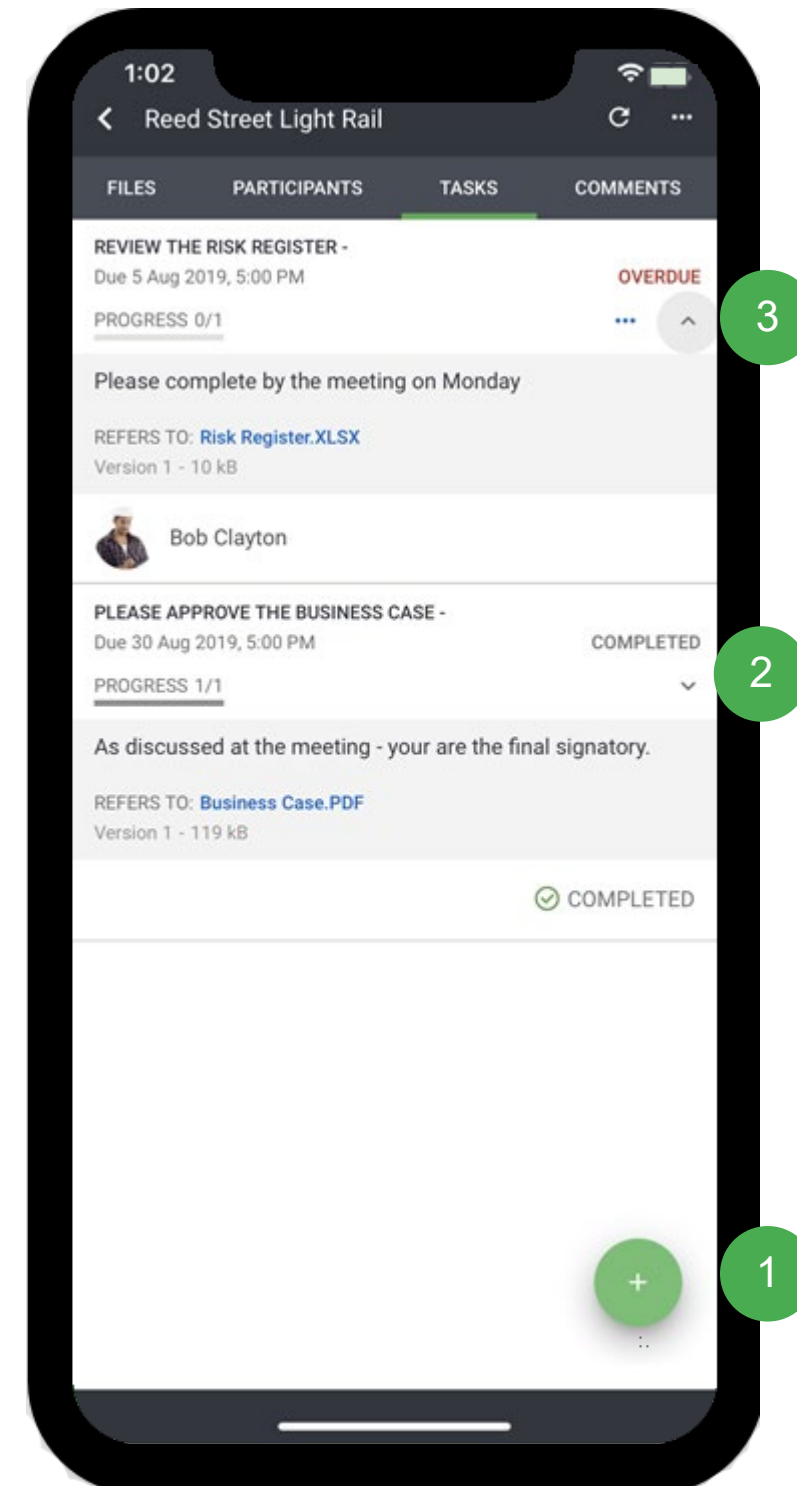 1:02
Reed Street Light Rail
FILES PARTICIPANTS TASKS COMMENTS
REVIEW THE RISK REGISTER -
Due 5 Aug 2019, 5:00 PM OVERDUE
PROGRESS 0/1
3
Please complete by the meeting on Monday
REFERS TO: Risk Register.XLSX
Version 1 - 10 kB
Bob Clayton
PLEASE APPROVE THE BUSINESS CASE -
Due 30 Aug 2019, 5:00 PM COMPLETED
PROGRESS 1/1
2
As discussed at the meeting - your are the final signatory.
REFERS TO: Business Case.PDF
Version 1 - 119 kB
COMPLETED
+
1